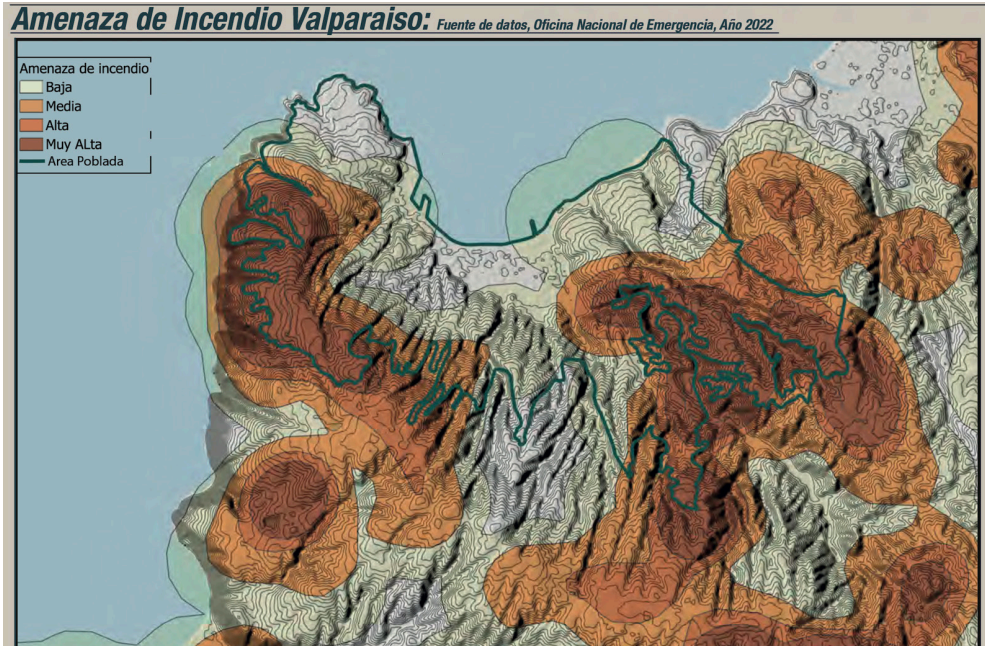 Amenaza de Incendio Valparaiso: Fuente de datos, Oficina Nacional de Emergencia, Año 2022
Amenaza de incendio
Baja
Media
Alta
Muy ALta
Area Poblada